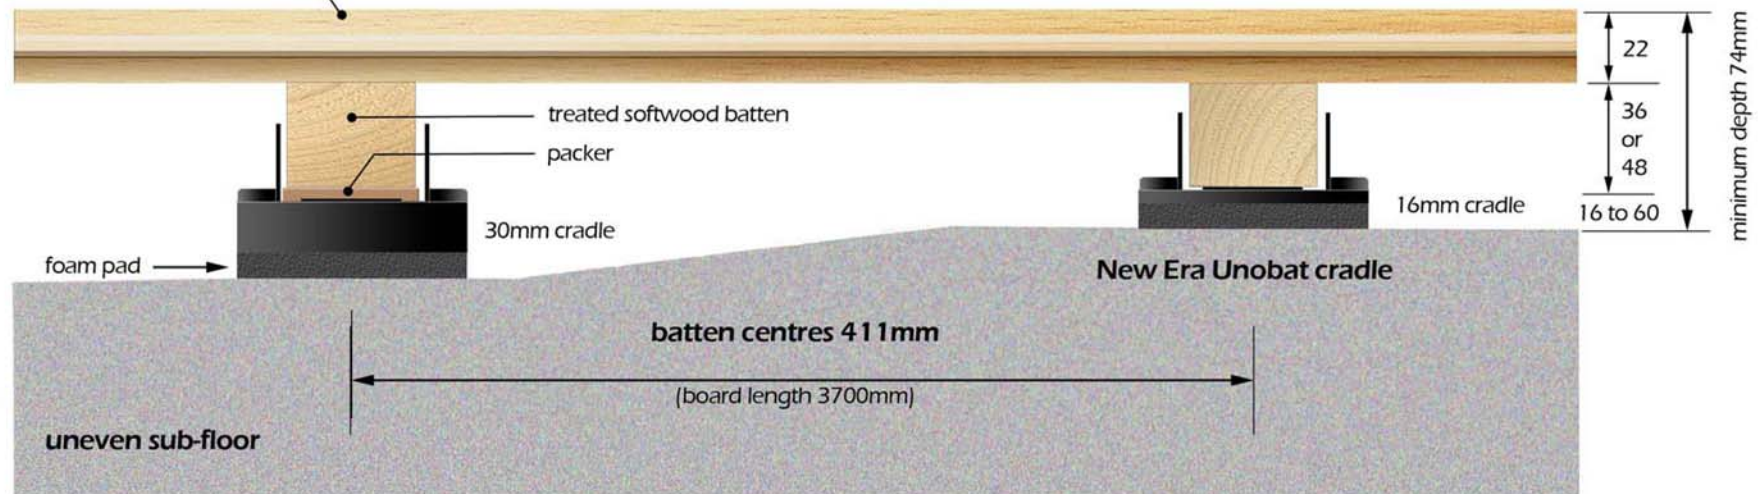 22
minimum depth 74mm
36
or
48
treated softwood batten
packer
16mm cradle
16 to 60
30mm cradle
foam pad
New Era Unobat cradle
batten centres 411mm
(board length 3700mm)
uneven sub-floor